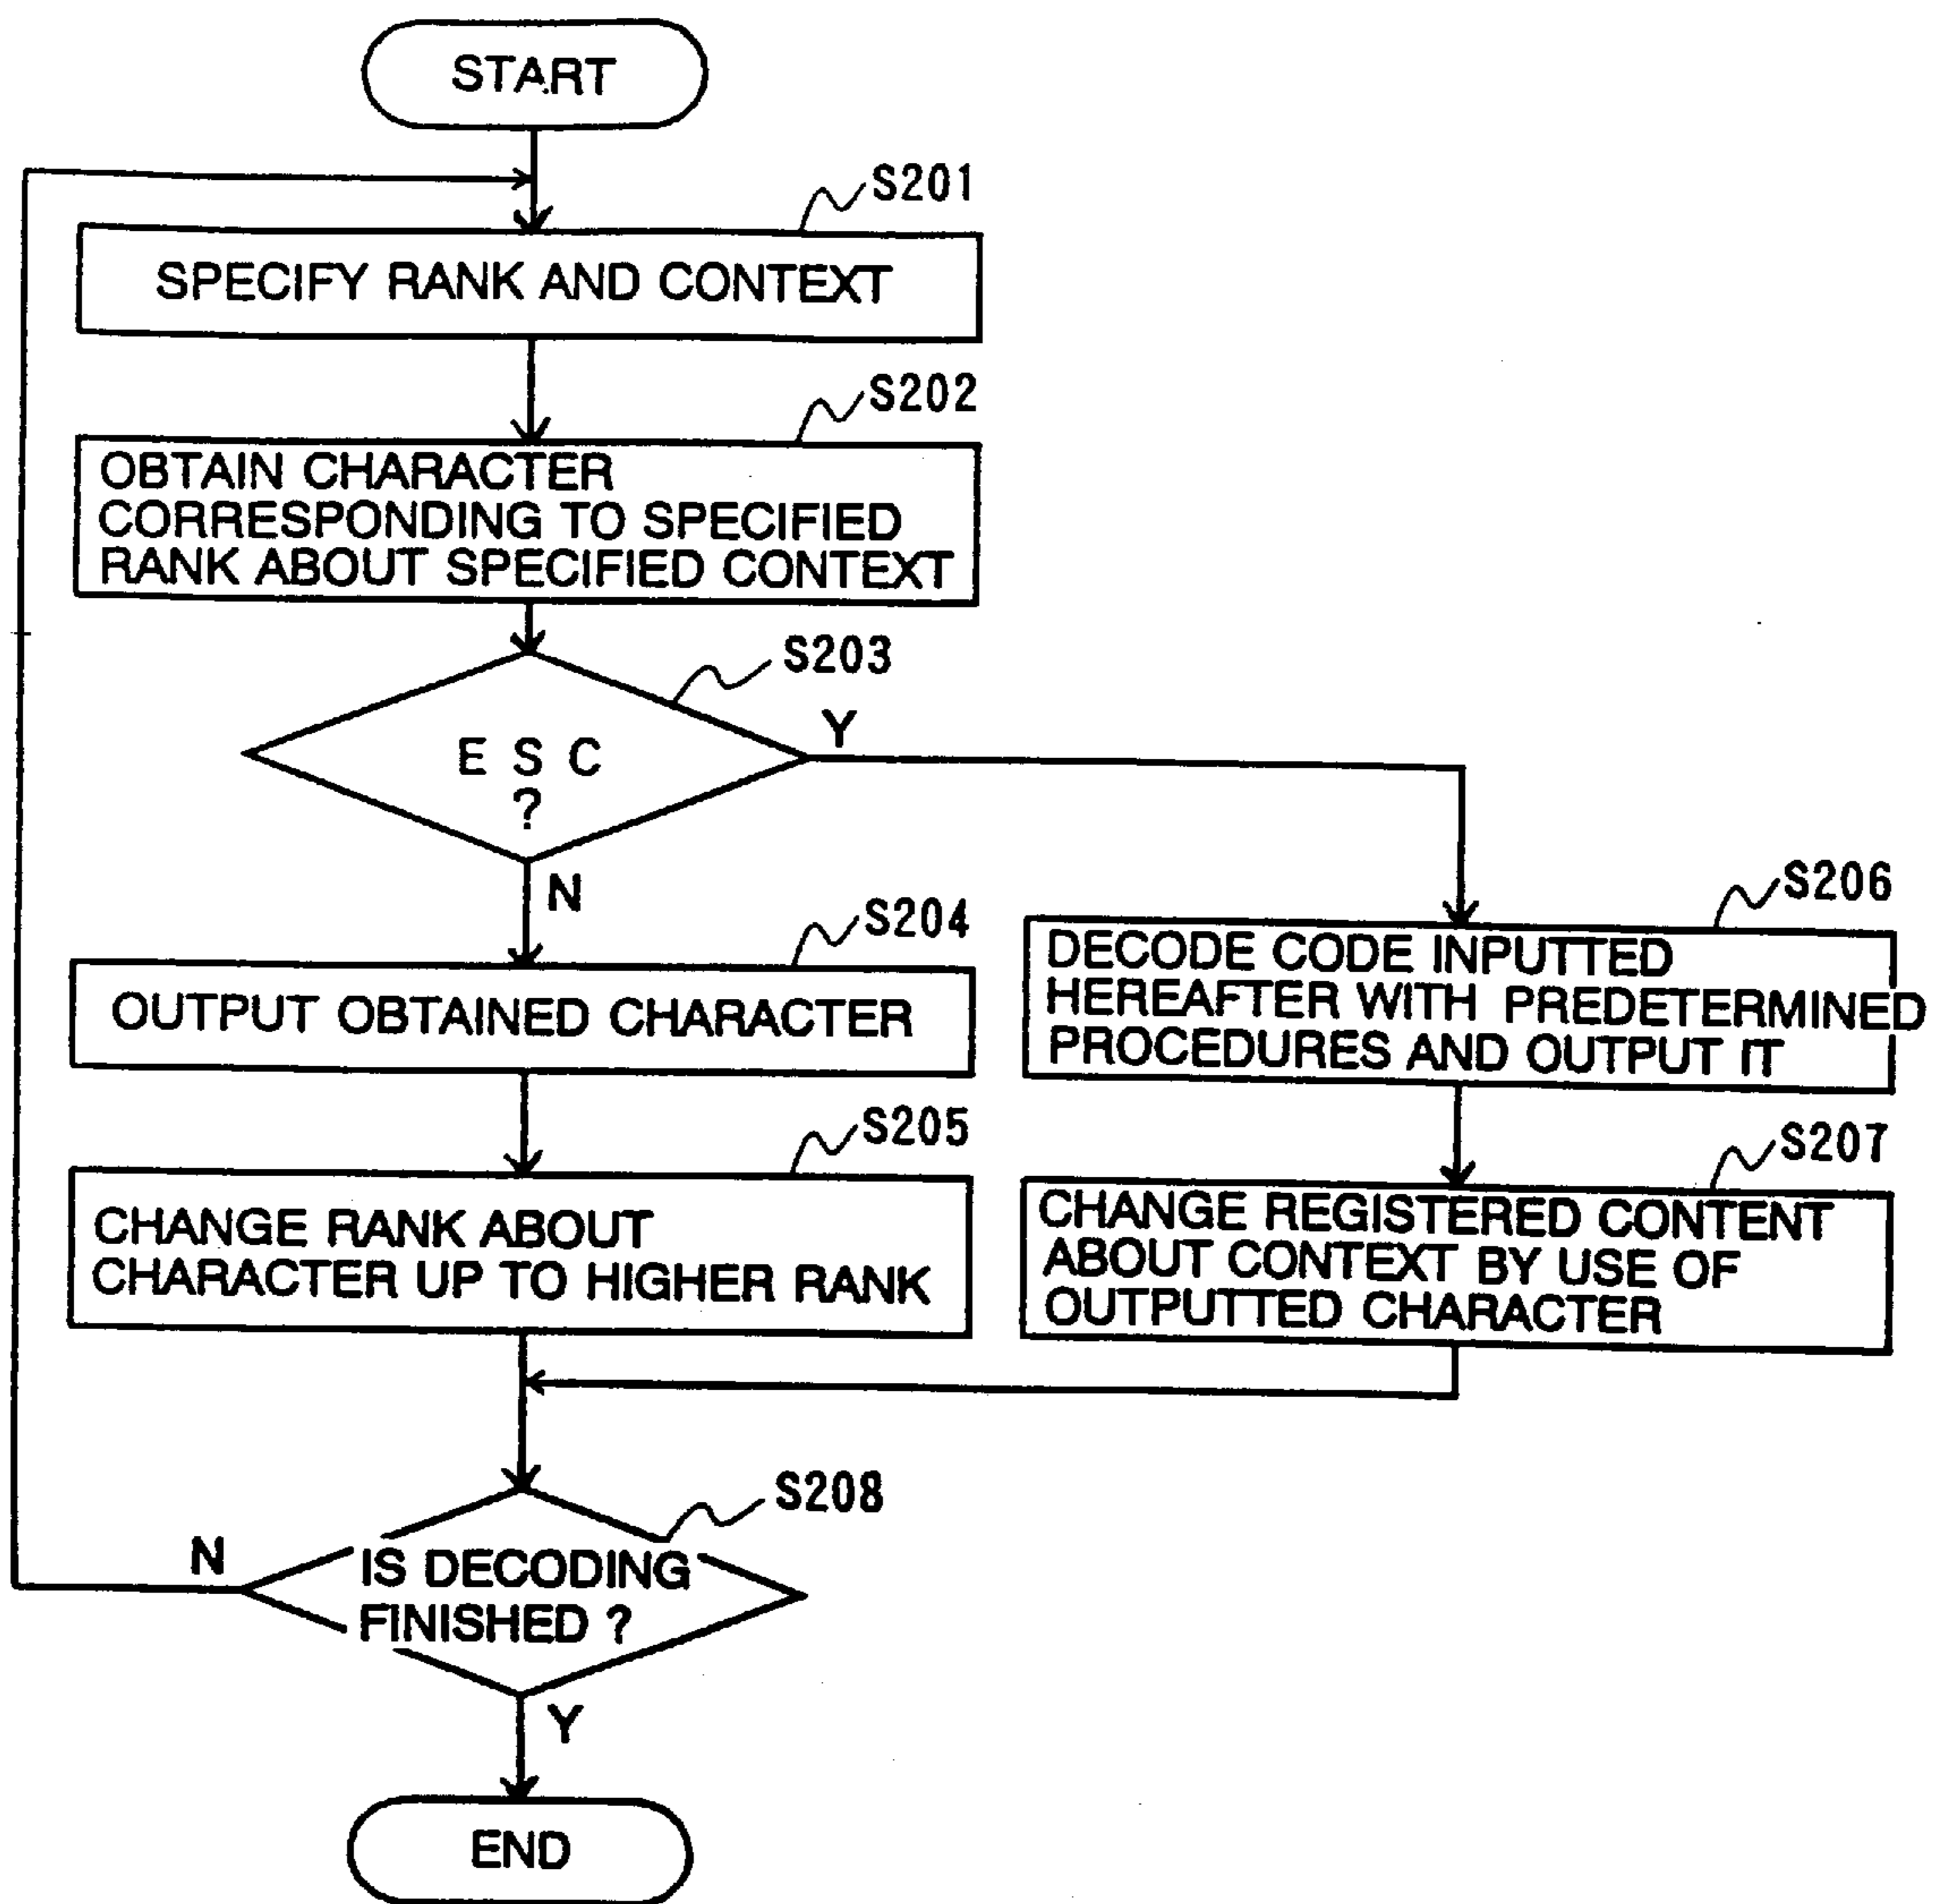 START
S201
SPECIFY RANK AND CONTEXT
S202
OBTAIN CHARACTER
CORRESPONDING TO SPECIFIED
RANK ABOUT SPECIFIED CONTEXT
S203
E S C
?
Y
N
S204
OUTPUT OBTAINED CHARACTER
S205
CHANGE RANK ABOUT
CHARACTER UP TO HIGHER RANK
S206
DECODE CODE INPUTTED
HEREAFTER WITH PREDETERMINED
PROCEDURES AND OUTPUT IT
S207
CHANGE REGISTERED CONTENT
ABOUT CONTEXT BY USE OF
OUTPUTTED CHARACTER
S208
IS DECODING
FINISHED ?
N
Y
END